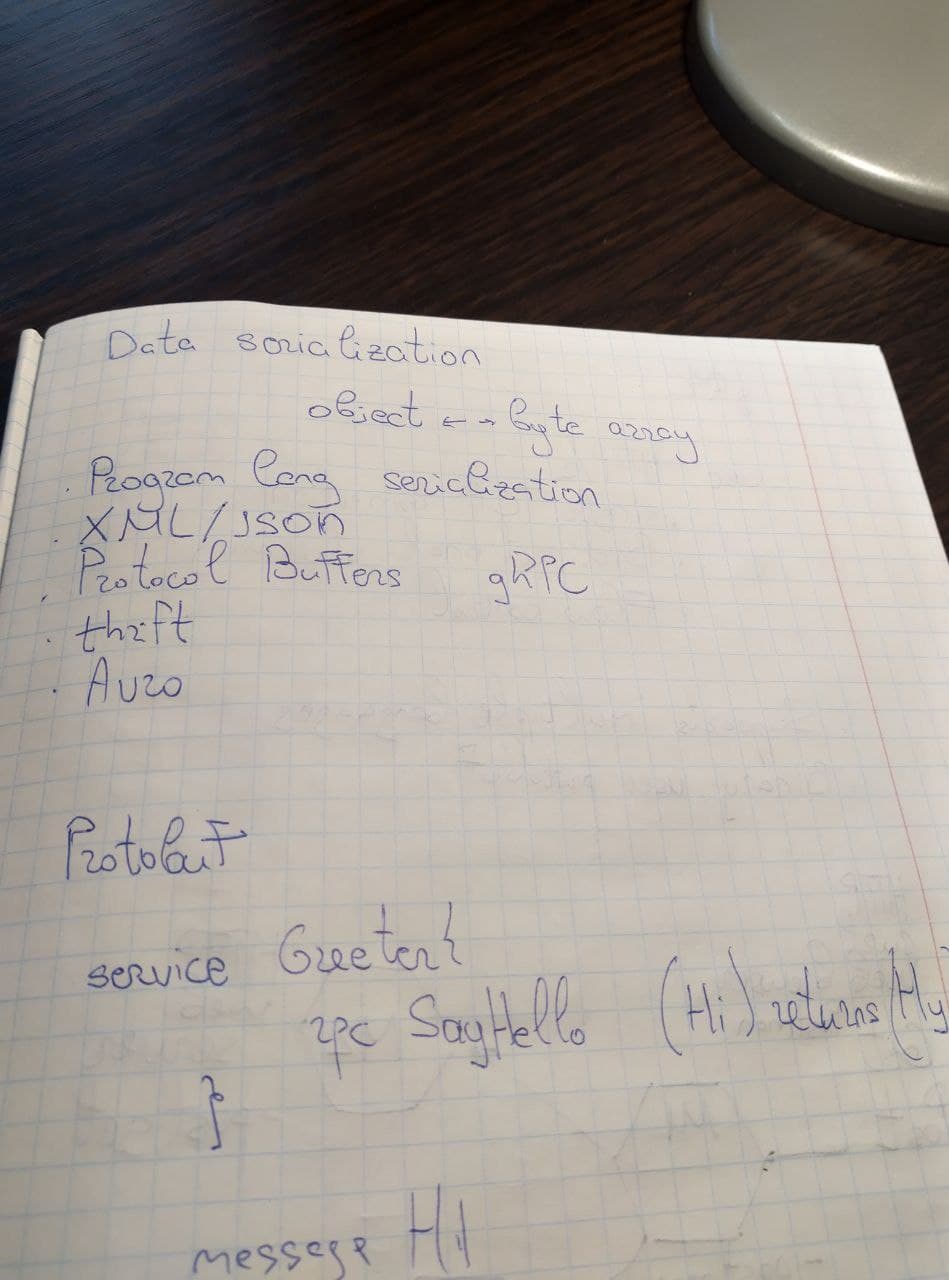 Data serialization
object ← → byte array
· Program lang serialization
· XML/JSON
· Protocol Buffers gRPC
· thrift
· Avro
Protobuf
service Greeter{
rpc SayHello (Hi) returns (Hy
}
message Hi